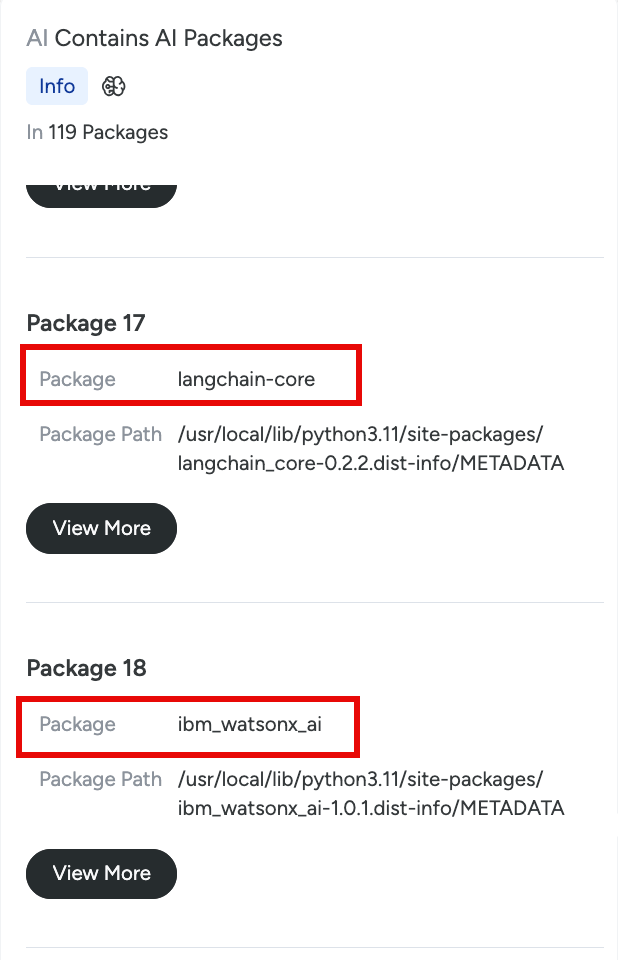 AI Contains AI Packages
Info
In 119 Packages
View More
Package 17
Package langchain-core
Package Path /usr/local/lib/python3.11/site-packages/
langchain_core-0.2.2.dist-info/METADATA
View More
Package 18
Package ibm_watsonx_ai
Package Path /usr/local/lib/python3.11/site-packages/
ibm_watsonx_ai-1.0.1.dist-info/METADATA
View More